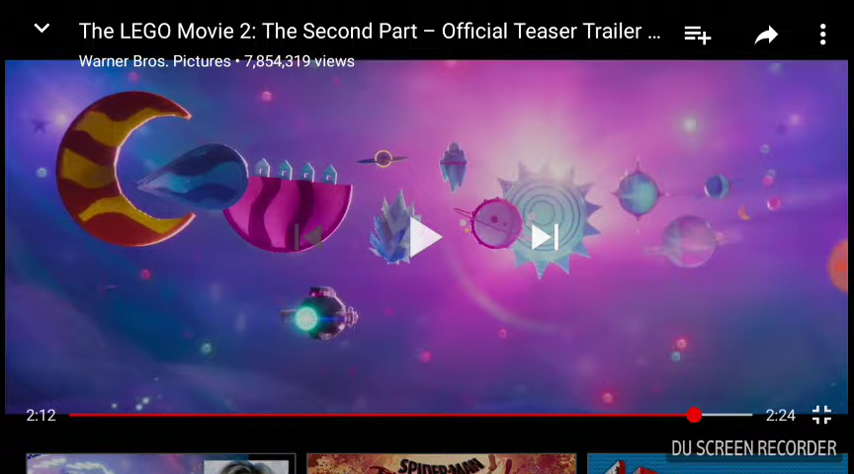 The LEGO Movie 2: The Second Part – Official Teaser Trailer ...
Warner Bros. Pictures • 7,854,319 views
2:12
2:24
DU SCREEN RECORDER
SPIDER-MAN